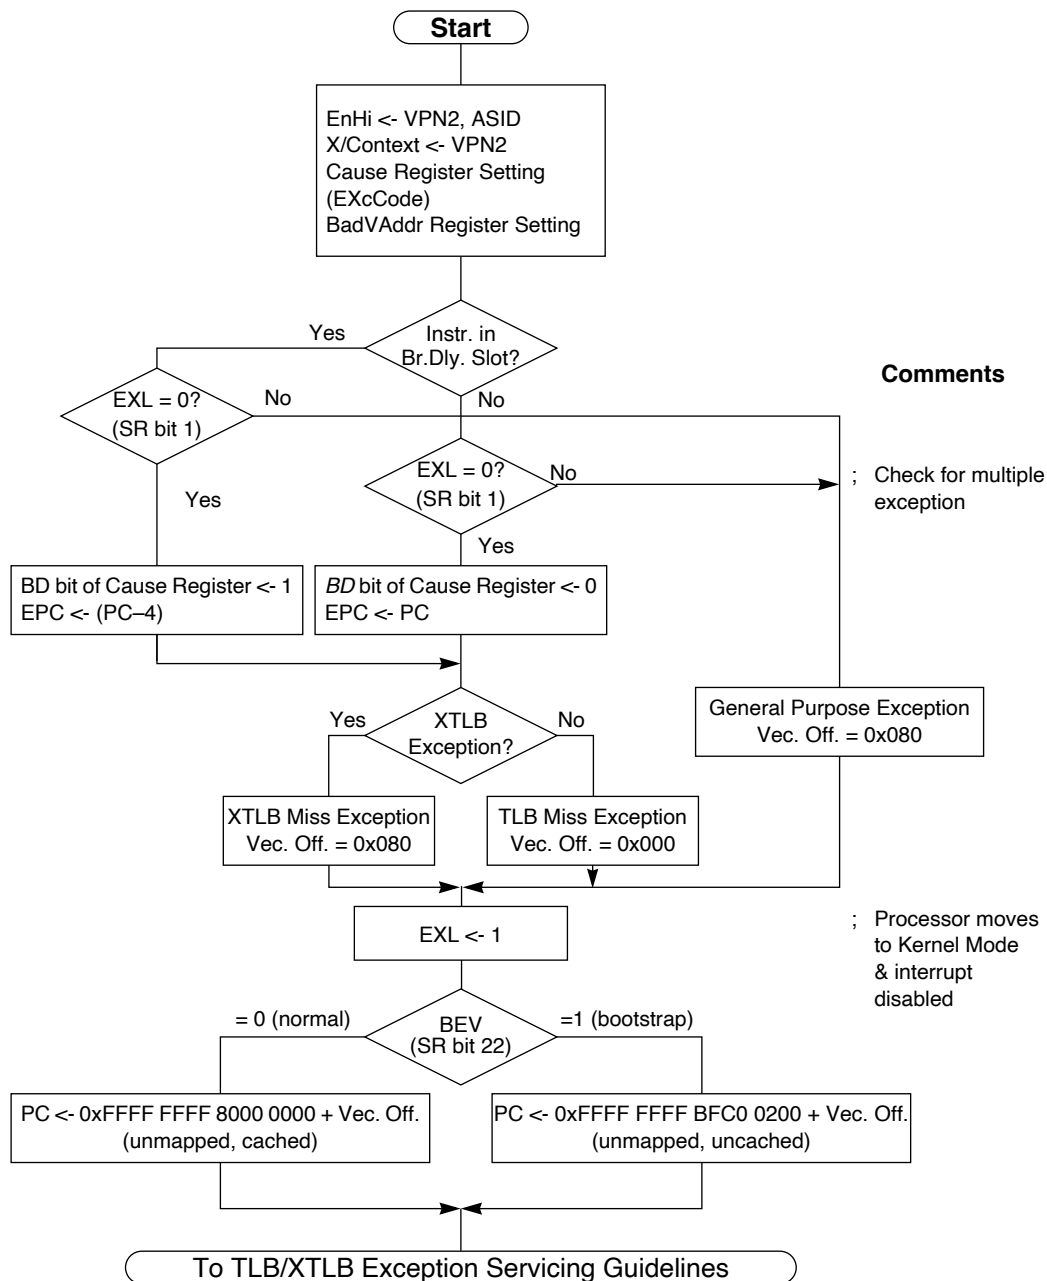 Start
EnHi <- VPN2, ASID
X/Context <- VPN2
Cause Register Setting
(EXcCode)
BadVAddr Register Setting
Yes
Instr. in
Br.Dly. Slot?
Comments
EXL = 0?
(SR bit 1)
No
No
EXL = 0?
(SR bit 1)
No
; Check for multiple
exception
Yes
Yes
BD bit of Cause Register <- 1
EPC <- (PC–4)
BD bit of Cause Register <- 0
EPC <- PC
Yes
XTLB
Exception?
No
General Purpose Exception
Vec. Off. = 0x080
XTLB Miss Exception
Vec. Off. = 0x080
TLB Miss Exception
Vec. Off. = 0x000
EXL <- 1
; Processor moves
to Kernel Mode
& interrupt
disabled
= 0 (normal)
BEV
(SR bit 22)
=1 (bootstrap)
PC <- 0xFFFF FFFF 8000 0000 + Vec. Off.
(unmapped, cached)
PC <- 0xFFFF FFFF BFC0 0200 + Vec. Off.
(unmapped, uncached)
To TLB/XTLB Exception Servicing Guidelines